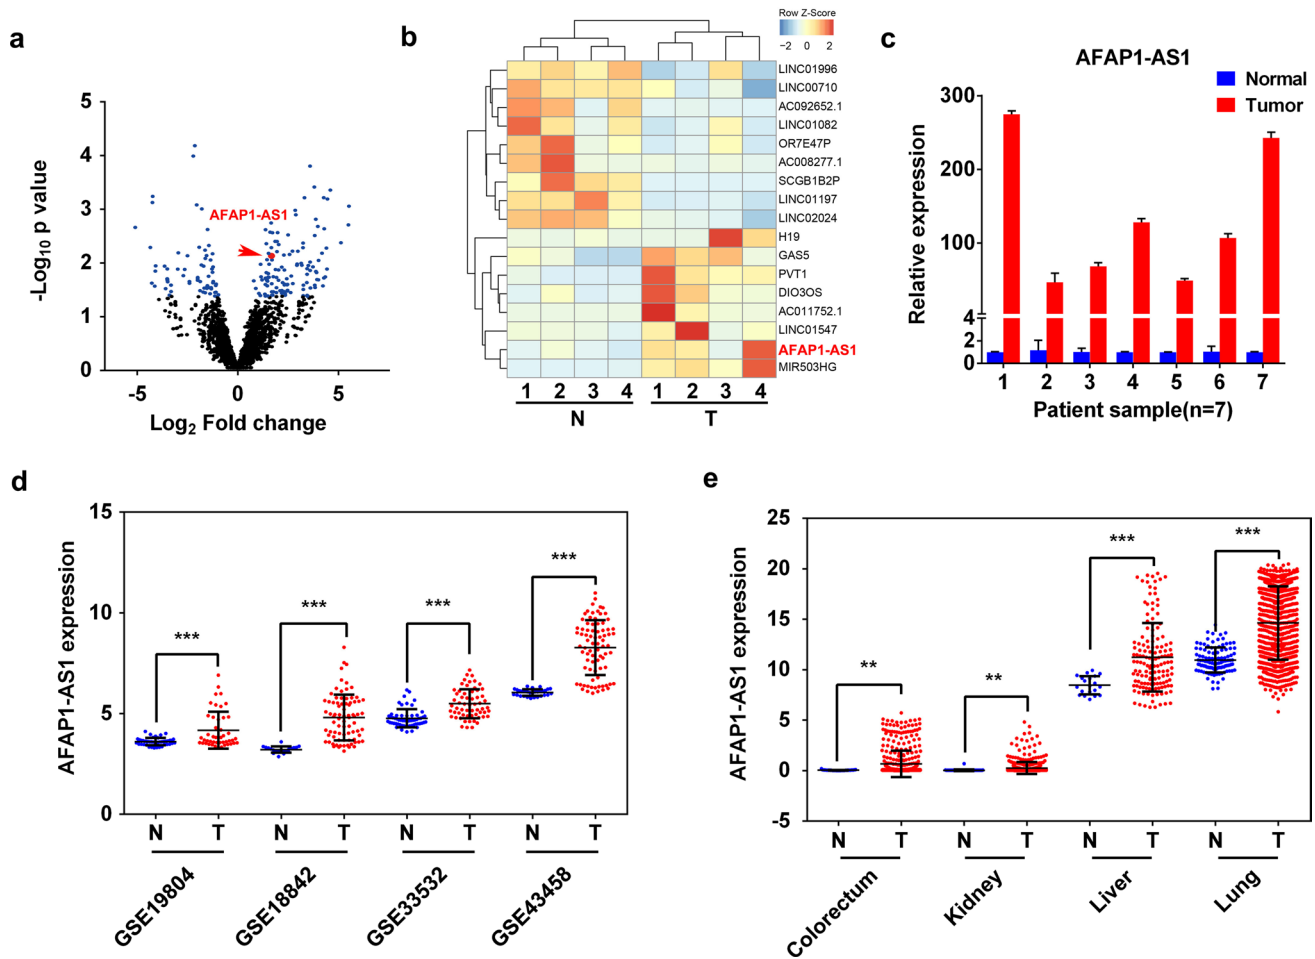 a
5
4
3
2
1
0
-5
0
5
-Log10 p value
Log2 Fold change
AFAP1-AS1
b
Row Z-Score
−2 0 2
LINC01996
LINC00710
AC092652.1
LINC01082
OR7E47P
AC008277.1
SCGB1B2P
LINC01197
LINC02024
H19
GAS5
PVT1
DIO3OS
AC011752.1
LINC01547
AFAP1-AS1
MIR503HG
1 2 3 4 1 2 3 4
N T
c
AFAP1-AS1
Normal
Tumor
Relative expression
300
200
100
4
2
0
1 2 3 4 5 6 7
Patient sample(n=7)
d
AFAP1-AS1 expression
15
10
5
0
*** *** *** ***
N T N T N T N T
GSE19804 GSE18842 GSE33532 GSE43458
e
AFAP1-AS1 expression
25
20
15
10
5
0
-5
** ** *** ***
N T N T N T N T
Colorectum Kidney Liver Lung